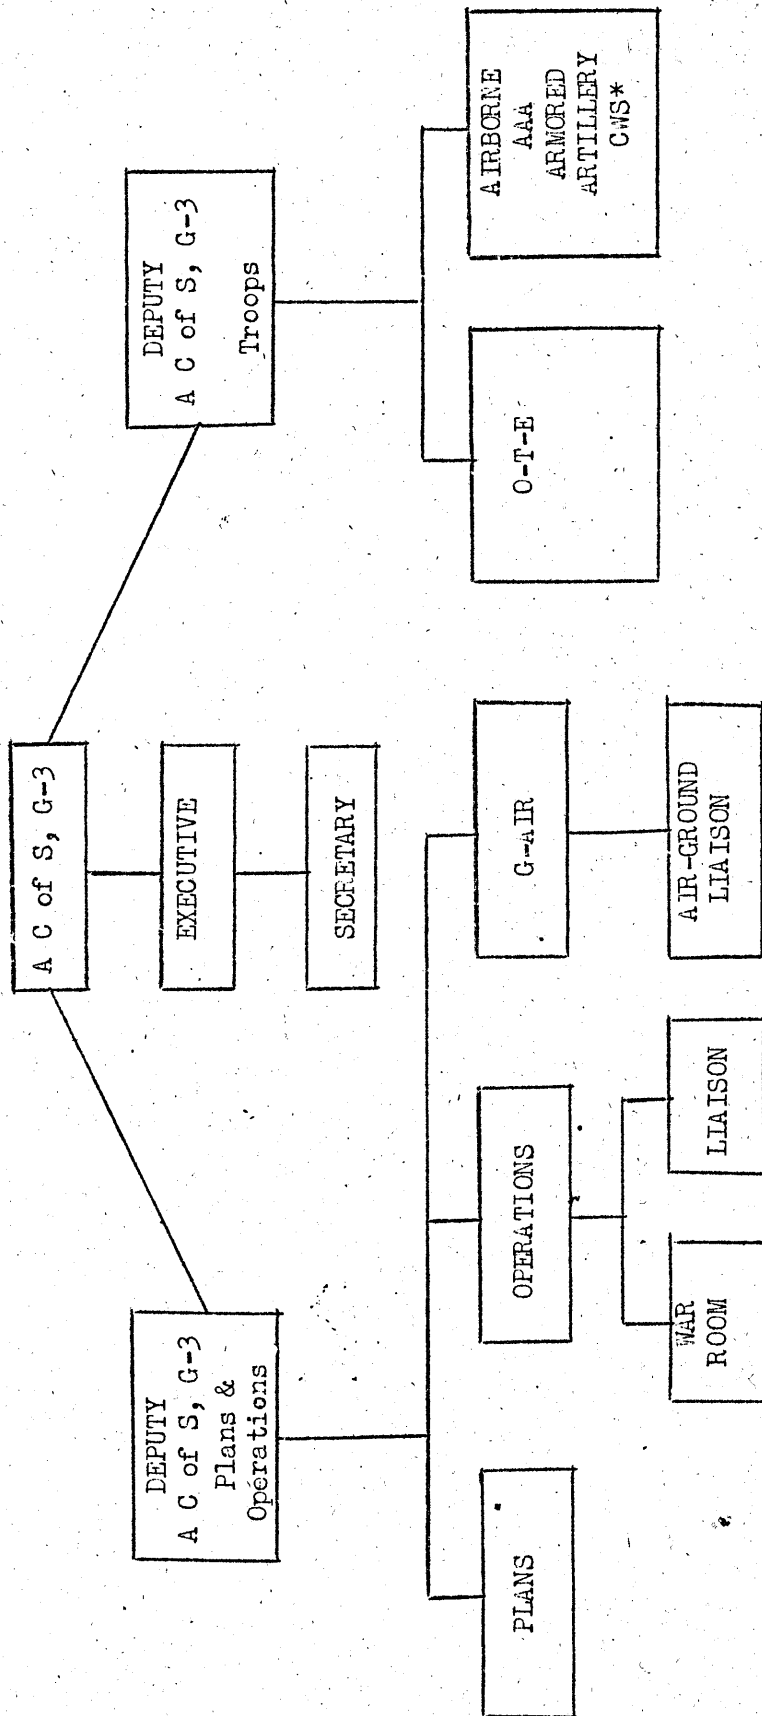 A C of S, G-3
EXECUTIVE
SECRETARY
DEPUTY
A C of S, G-3
Plans &
Operations
PLANS
OPERATIONS
WAR
ROOM
LIAISON
G-AIR
AIR-GROUND
LIAISON
DEPUTY
A C of S, G-3
Troops
O-T-E
AIRBORNE
AAA
ARMORED
ARTILLERY
CWS*